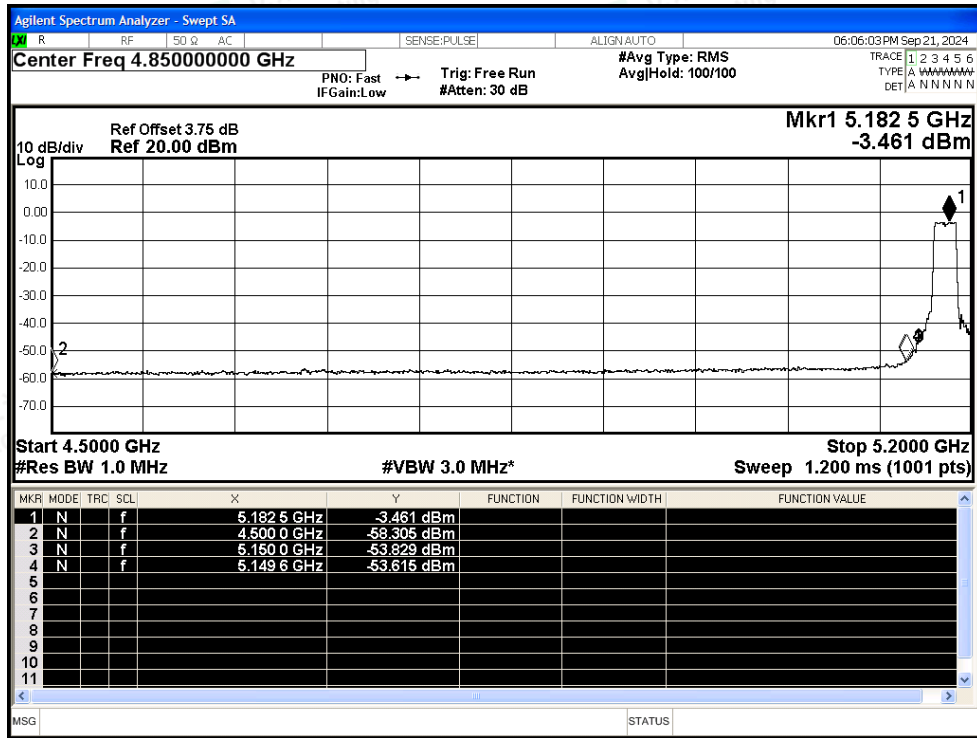 Agilent Spectrum Analyzer - Swept SA
LXI R RF 50 Ω AC SENSE:PULSE ALIGN AUTO 06:06:03 PM Sep 21, 2024
Center Freq 4.850000000 GHz
PNO: Fast Trig: Free Run
IFGain:Low #Atten: 30 dB
#Avg Type: RMS
Avg|Hold: 100/100
TRACE 1 2 3 4 5 6
TYPE A WWWWW
DET A N N N N N
Mkr1 5.182 5 GHz
-3.461 dBm
Ref Offset 3.75 dB
10 dB/div Ref 20.00 dBm
Log
10.0
0.00
-10.0
-20.0
-30.0
-40.0
-50.0
-60.0
-70.0
1
2
Start 4.5000 GHz Stop 5.2000 GHz
#Res BW 1.0 MHz #VBW 3.0 MHz* Sweep 1.200 ms (1001 pts)
MKR MODE TRC SCL X Y FUNCTION FUNCTION WIDTH FUNCTION VALUE
1 N f 5.182 5 GHz -3.461 dBm
2 N f 4.500 0 GHz -58.305 dBm
3 N f 5.150 0 GHz -53.829 dBm
4 N f 5.149 6 GHz -53.615 dBm
5
6
7
8
9
10
11
MSG STATUS